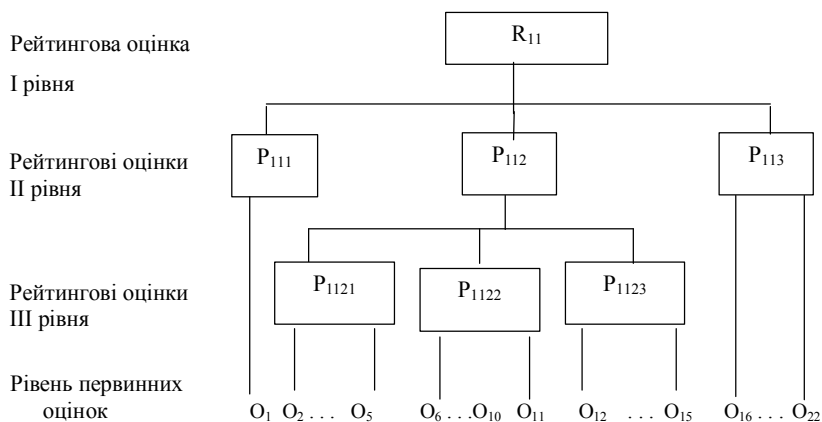 Рейтингова оцінка
І рівня
R₁₁
Рейтингові оцінки
ІІ рівня
P₁₁₁
P₁₁₂
P₁₁₃
Рейтингові оцінки
ІІІ рівня
P₁₁₂₁
P₁₁₂₂
P₁₁₂₃
Рівень первинних
оцінок
O₁ O₂ . . . O₅ O₆ . . . O₁₀ O₁₁ O₁₂ . . . O₁₅ O₁₆ . . . O₂₂